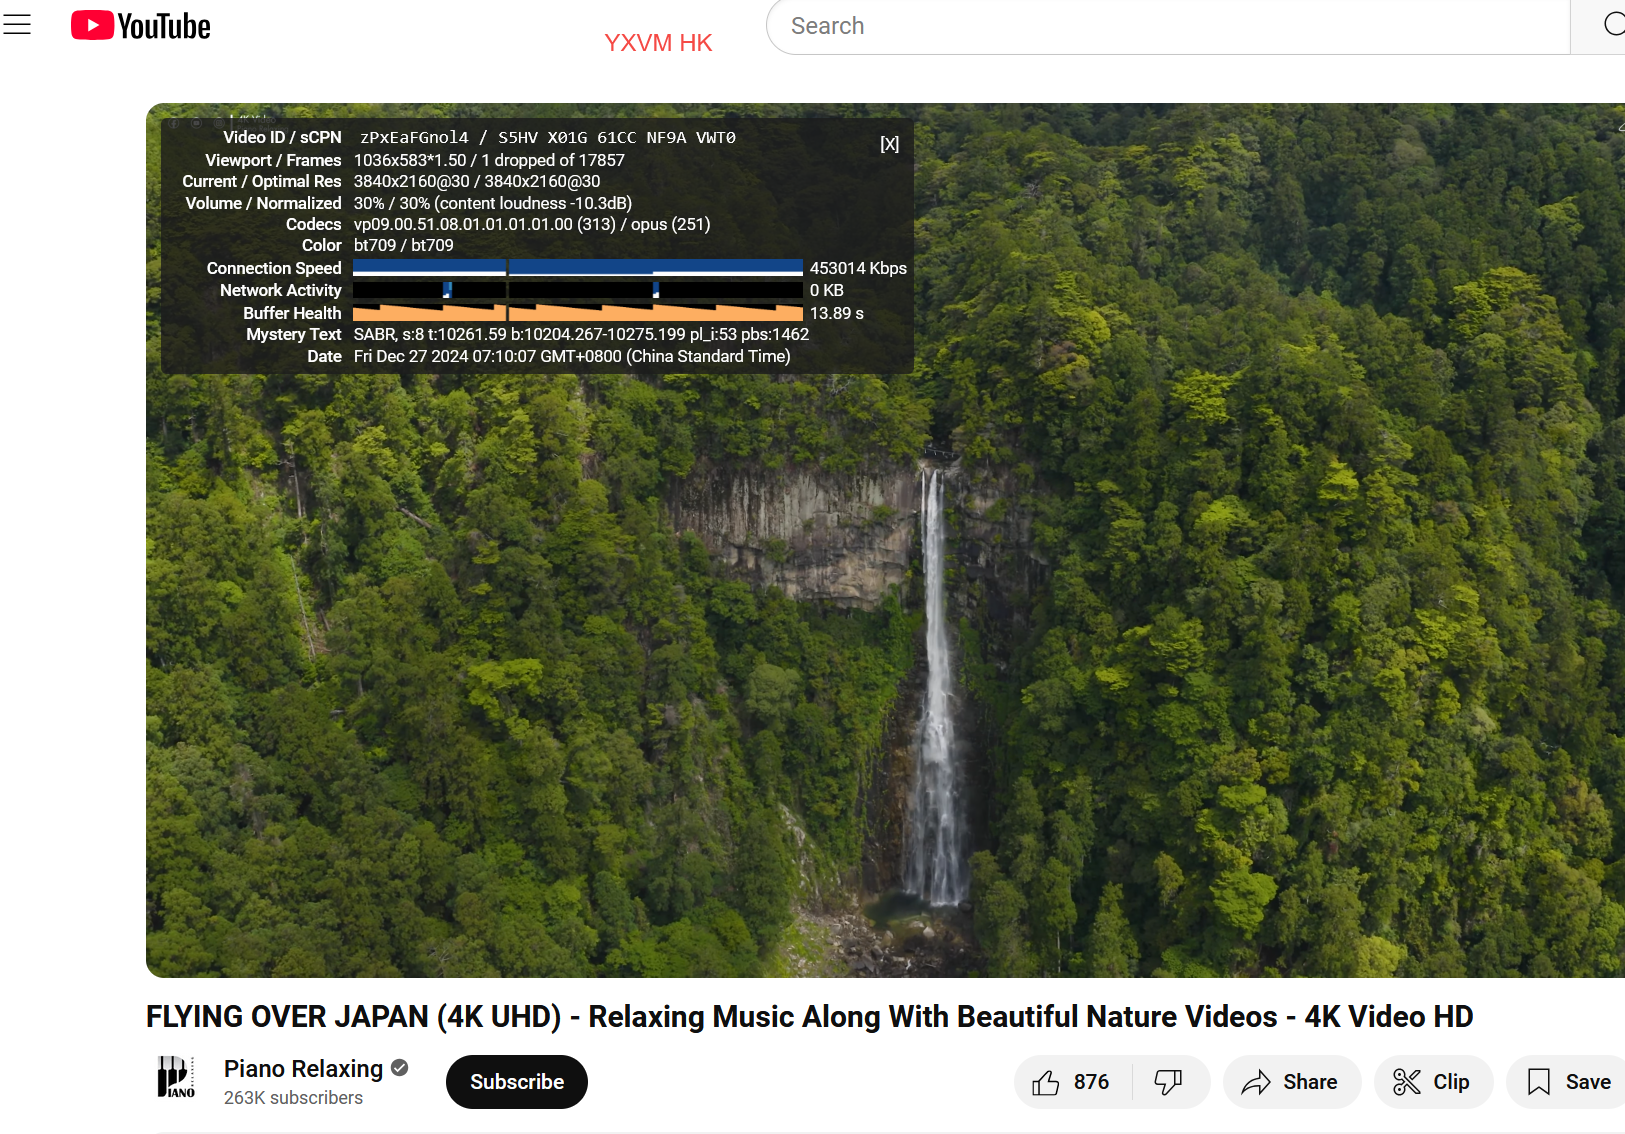 YouTube
YXVM HK
Search
Video ID / sCPN zPxEaFGnol4 / S5HV X01G 61CC NF9A VWT0
[X]
Viewport / Frames 1036x583*1.50 / 1 dropped of 17857
Current / Optimal Res 3840x2160@30 / 3840x2160@30
Volume / Normalized 30% / 30% (content loudness -10.3dB)
Codecs vp09.00.51.08.01.01.01.01.00 (313) / opus (251)
Color bt709 / bt709
Connection Speed 453014 Kbps
Network Activity 0 KB
Buffer Health 13.89 s
Mystery Text SABR, s:8 t:10261.59 b:10204.267-10275.199 pl_i:53 pbs:1462
Date Fri Dec 27 2024 07:10:07 GMT+0800 (China Standard Time)
FLYING OVER JAPAN (4K UHD) - Relaxing Music Along With Beautiful Nature Videos - 4K Video HD
PIANO
Piano Relaxing
263K subscribers
Subscribe
876
Share
Clip
Save